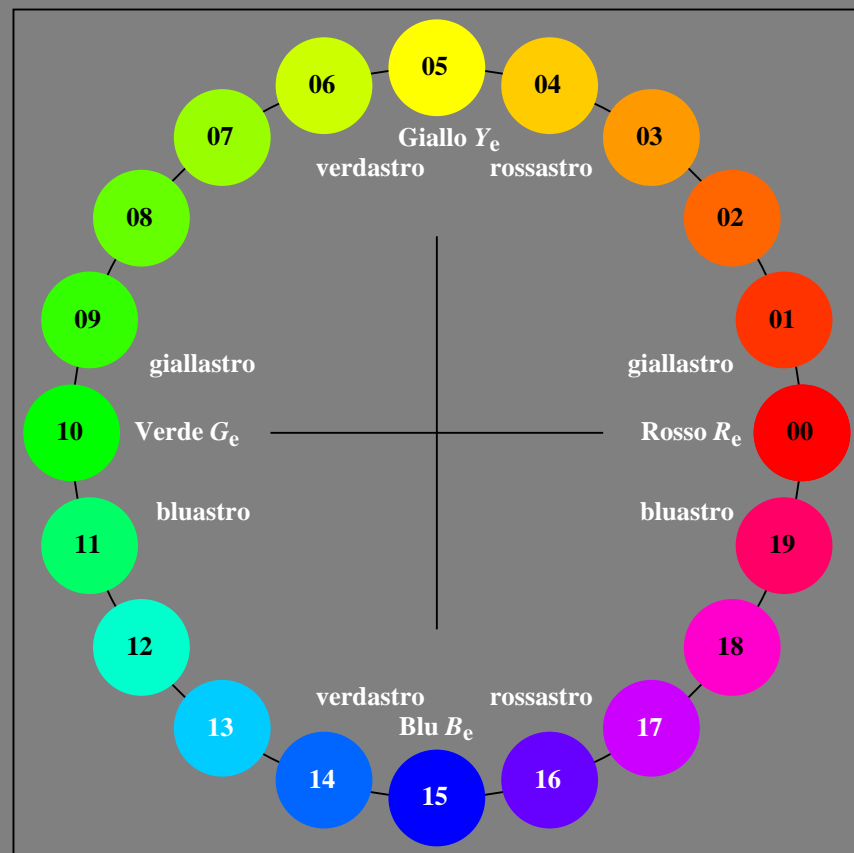 05
06 04
Giallo Ye
07 03
verdastro rossastro
08 02
09 01
giallastro giallastro
10 Verde Ge Rosso Re 00
bluastro bluastro
11 19
12 18
verdastro rossastro
13 Blu Be 17
14 16
15